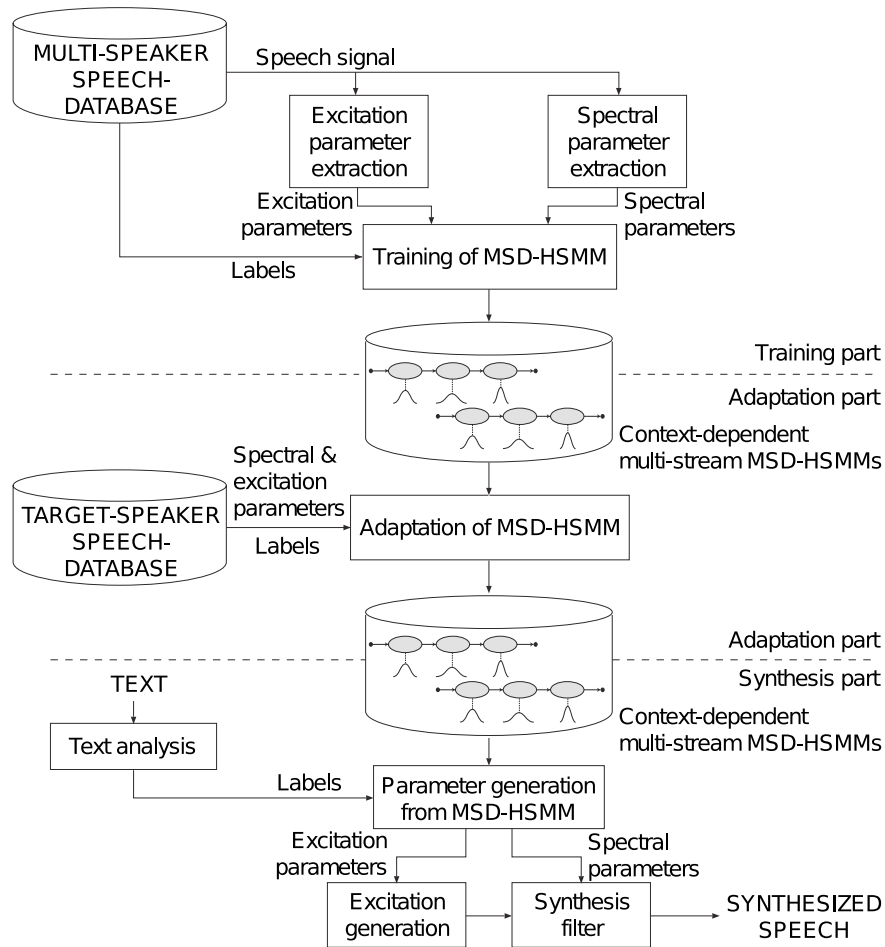 MULTI-SPEAKER
SPEECH-
DATABASE
Speech signal
Excitation
parameter
extraction
Spectral
parameter
extraction
Excitation
parameters
Spectral
parameters
Labels
Training of MSD-HSMM
Training part
Adaptation part
Context-dependent
multi-stream MSD-HSMMs
Spectral &
excitation
parameters
TARGET-SPEAKER
SPEECH-
DATABASE
Labels
Adaptation of MSD-HSMM
Adaptation part
Synthesis part
Context-dependent
multi-stream MSD-HSMMs
TEXT
Text analysis
Labels
Parameter generation
from MSD-HSMM
Excitation
parameters
Spectral
parameters
Excitation
generation
Synthesis
filter
SYNTHESIZED
SPEECH